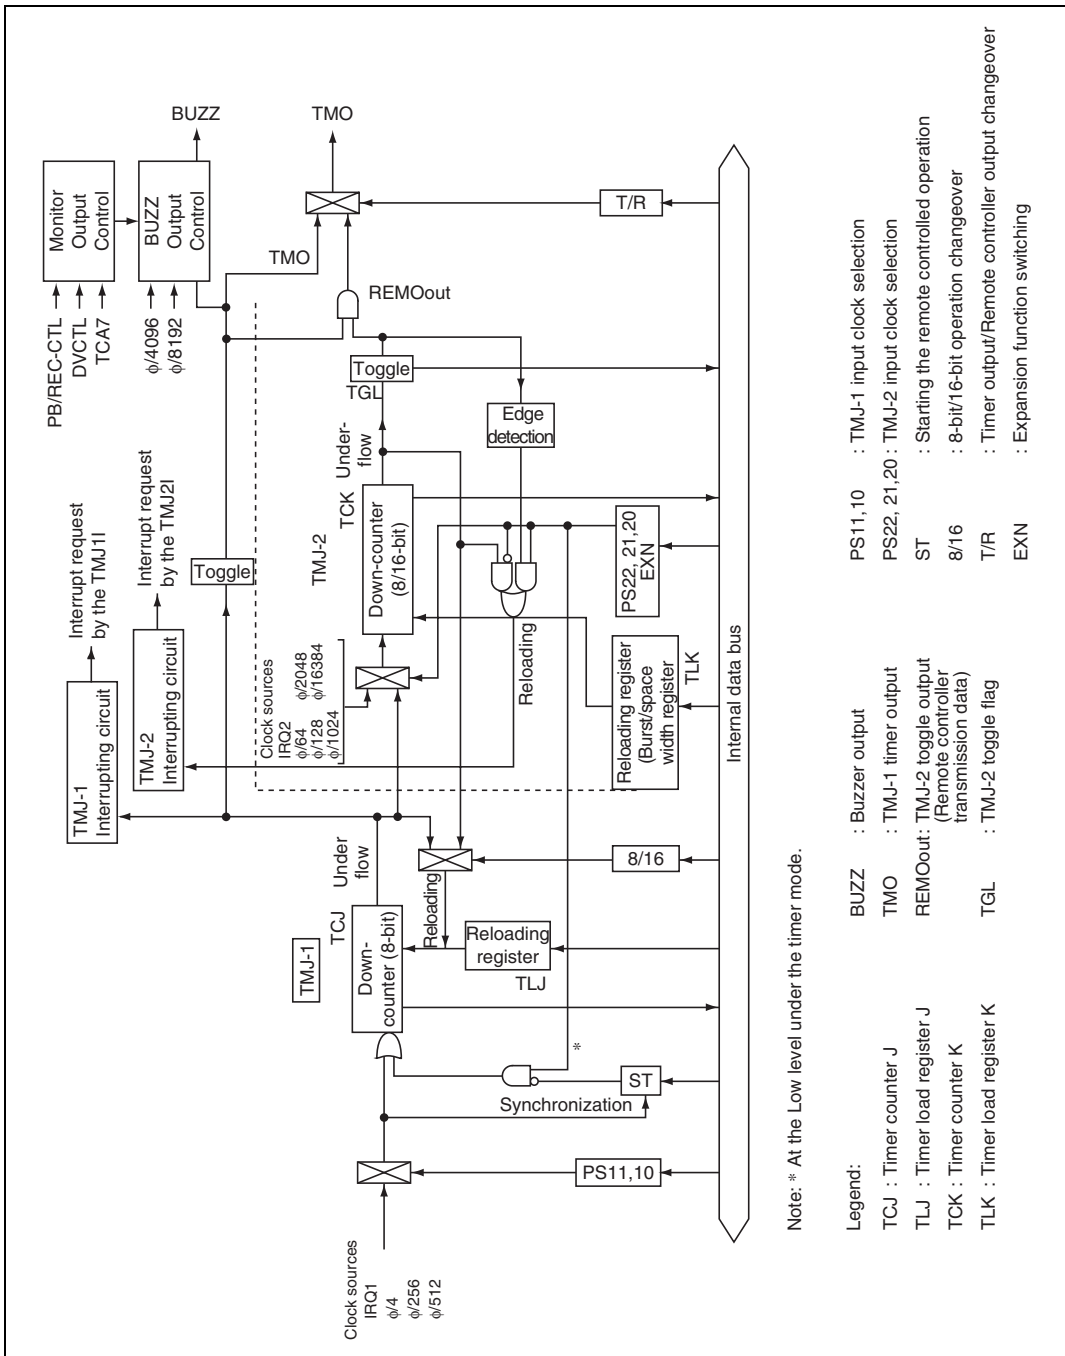 PB/REC-CTL
DVCTL
TCA7
Monitor
Output
Control
ϕ/4096
ϕ/8192
BUZZ
Output
Control
BUZZ
TMO
TMO
REMOout
T/R
Interrupt request
by the TMJ1I
Interrupt request
by the TMJ2I
TMJ-1
Interrupting circuit
TMJ-2
Interrupting circuit
Toggle
Toggle
TGL
Edge
detection
Under-
flow
TMJ-2
TCK
Down-counter
(8/16-bit)
Clock sources
IRQ2
ϕ/64
ϕ/128
ϕ/1024
ϕ/2048
ϕ/16384
Reloading
PS22, 21,20
EXN
Reloading register
(Burst/space
width register)
TLK
Under
flow
8/16
TMJ-1
TCJ
Down-
counter (8-bit)
Reloading
Reloading
register
TLJ
*
ST
Synchronization
PS11,10
Clock sources
IRQ1
ϕ/4
ϕ/256
ϕ/512
Internal data bus
Note: * At the Low level under the timer mode.
Legend:
TCJ : Timer counter J
TLJ : Timer load register J
TCK : Timer counter K
TLK : Timer load register K
BUZZ : Buzzer output
TMO : TMJ-1 timer output
REMOout : TMJ-2 toggle output
(Remote controller
transmission data)
TGL : TMJ-2 toggle flag
PS11,10 : TMJ-1 input clock selection
PS22, 21,20 : TMJ-2 input clock selection
ST : Starting the remote controlled operation
8/16 : 8-bit/16-bit operation changeover
T/R : Timer output/Remote controller output changeover
EXN : Expansion function switching